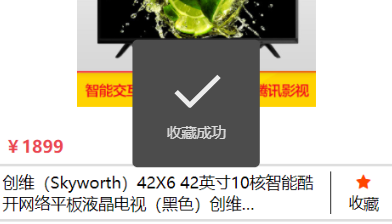 智能交互
腾讯影视
收藏成功
¥1899
创维（Skyworth）42X6 42英寸10核智能酷
开网络平板液晶电视（黑色）创维...
收藏